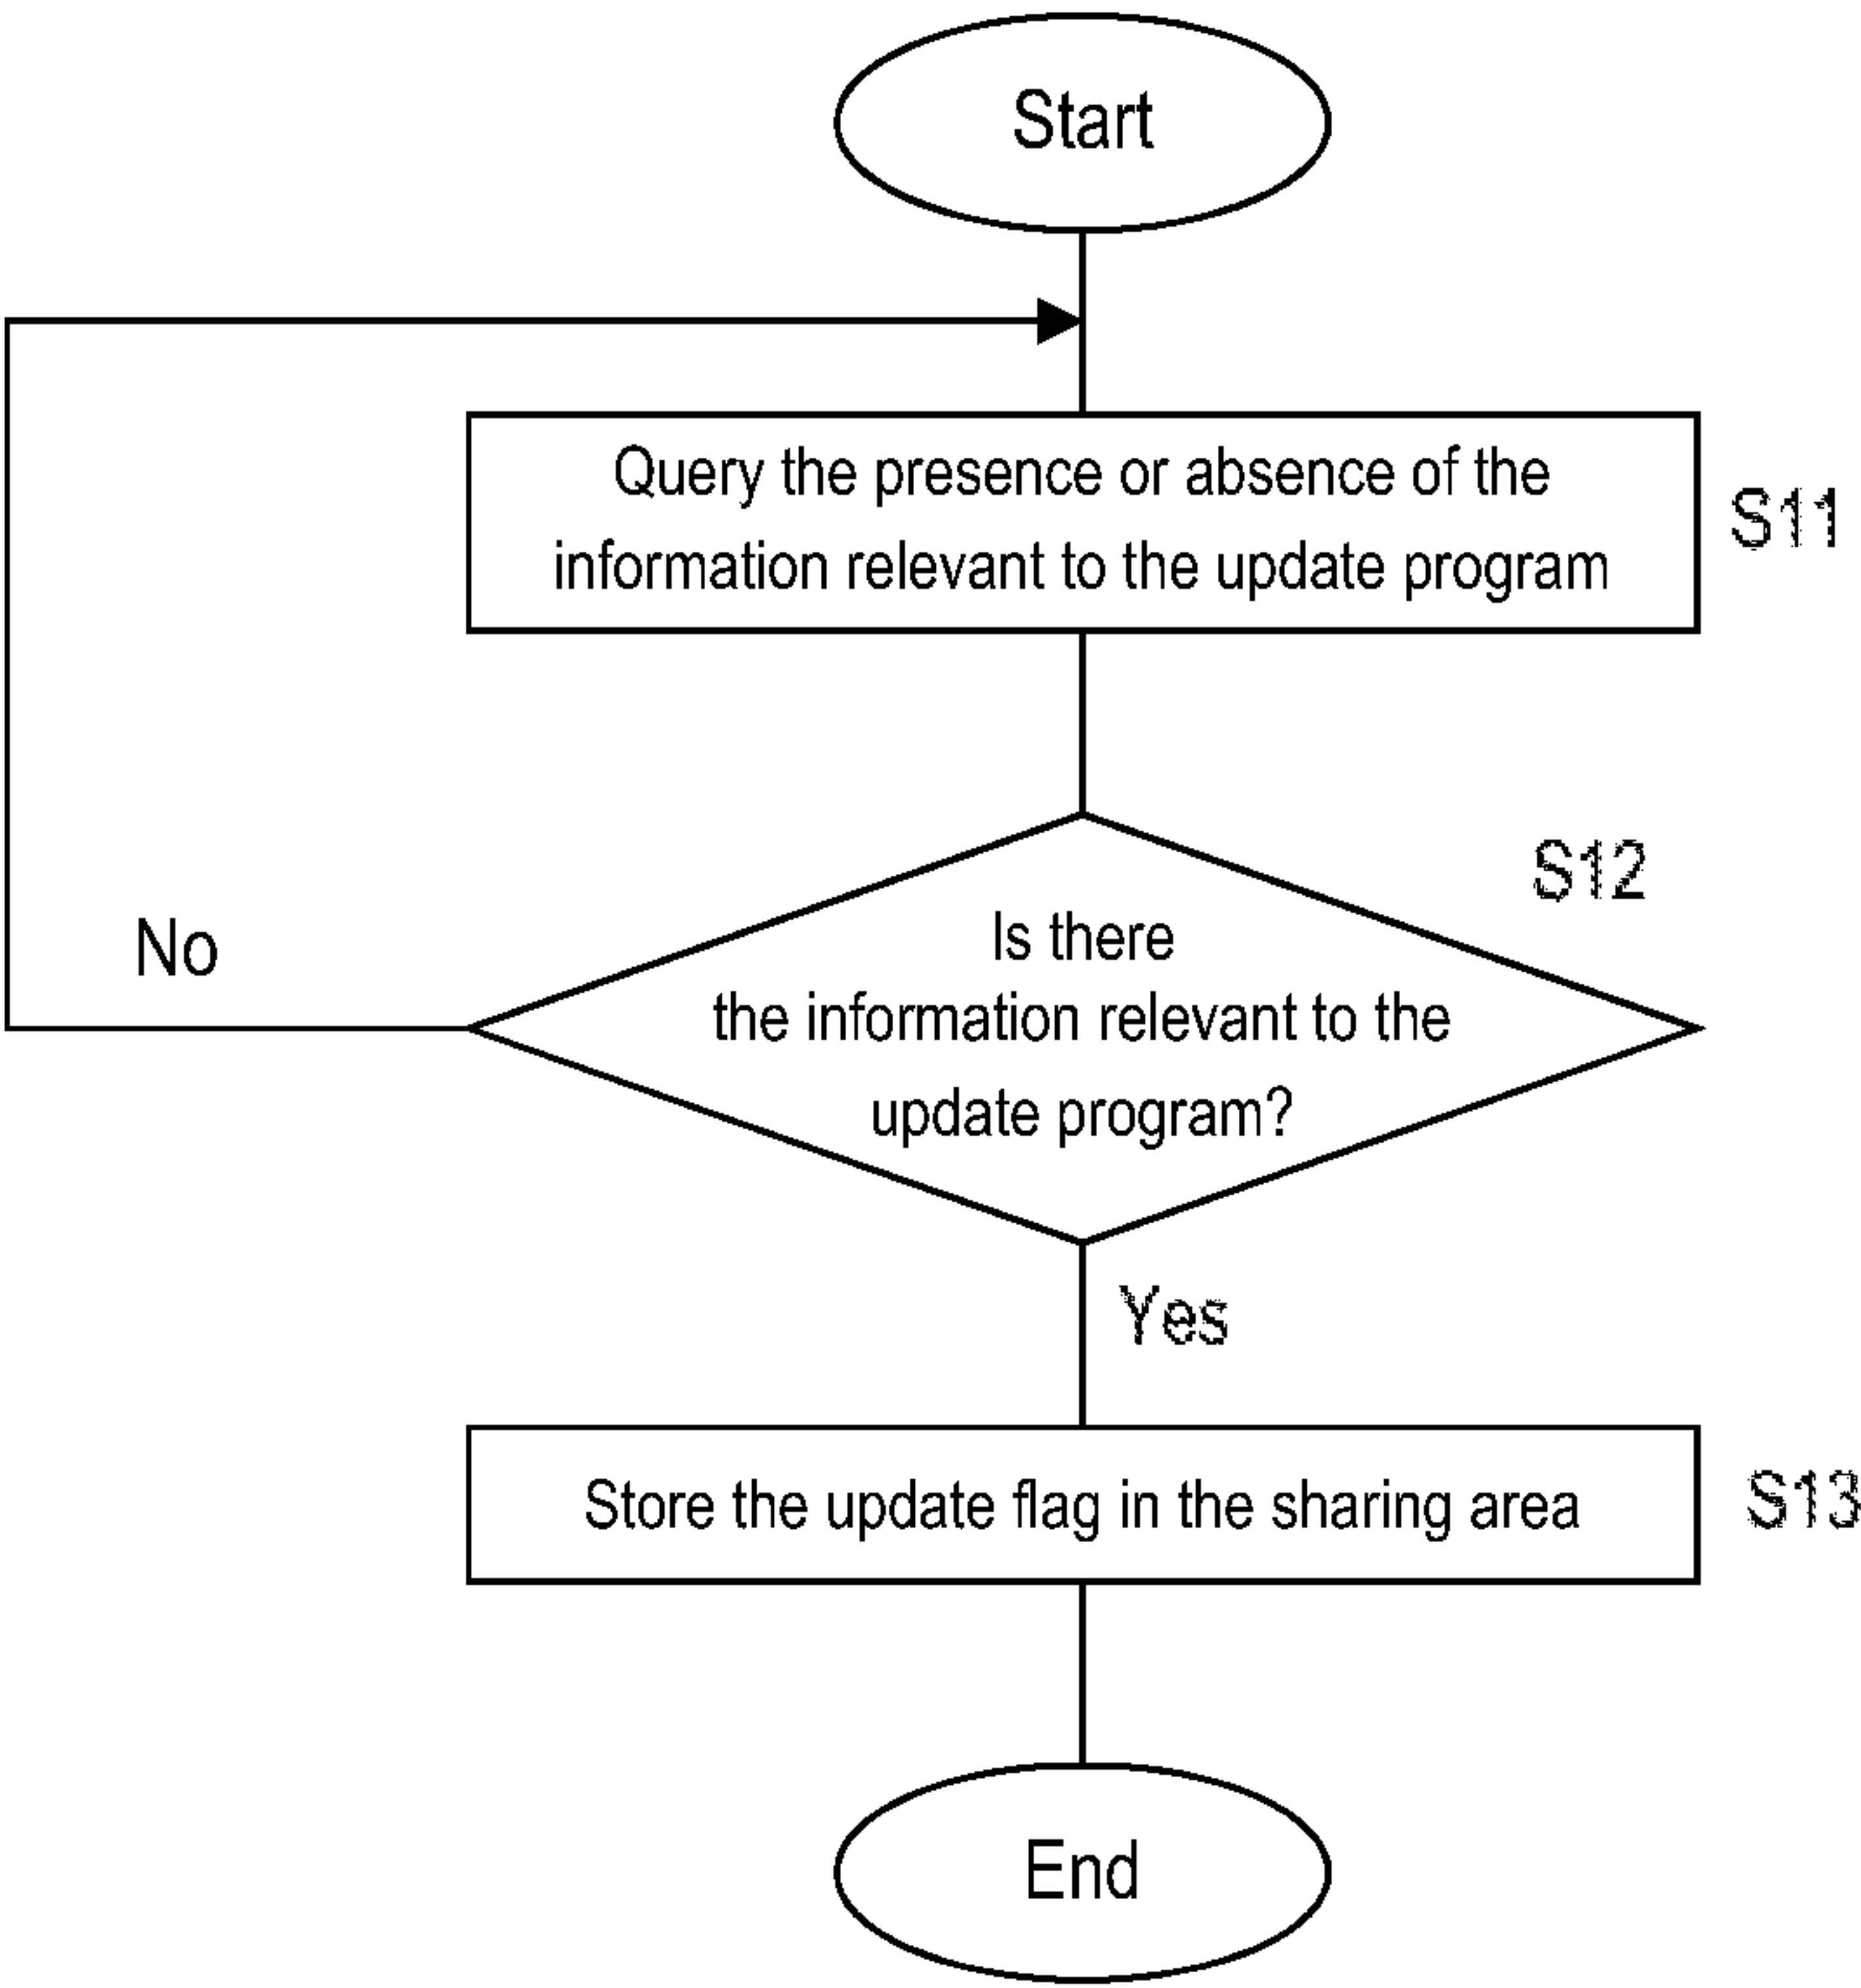 Start
Query the presence or absence of the
information relevant to the update program
S11
S12
Is there
the information relevant to the
update program?
No
Yes
Store the update flag in the sharing area
S13
End